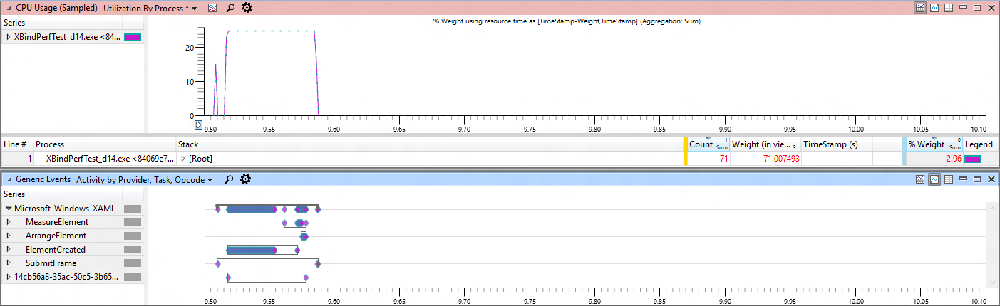 CPU Usage (Sampled) Utilization By Process *
Series
XBindPerfTest_d14.exe <84...
% Weight using resource time as [TimeStamp-Weight,TimeStamp] (Aggregation: Sum)
20
10
0
9.50 9.55 9.60 9.65 9.70 9.75 9.80 9.85 9.90 9.95 10.00 10.05 10.10
Line # Process Stack Count 1 Sum Weight (in vie... S... TimeStamp (s) % Weight 0 Sum Legend
1 XBindPerfTest_d14.exe <84069e7... [Root] 71 71.007493 2.96
Generic Events Activity by Provider, Task, Opcode
Series
Microsoft-Windows-XAML
MeasureElement
ArrangeElement
ElementCreated
SubmitFrame
14cb56a8-35ac-50c5-3b65...
9.50 9.55 9.60 9.65 9.70 9.75 9.80 9.85 9.90 9.95 10.00 10.05 10.10